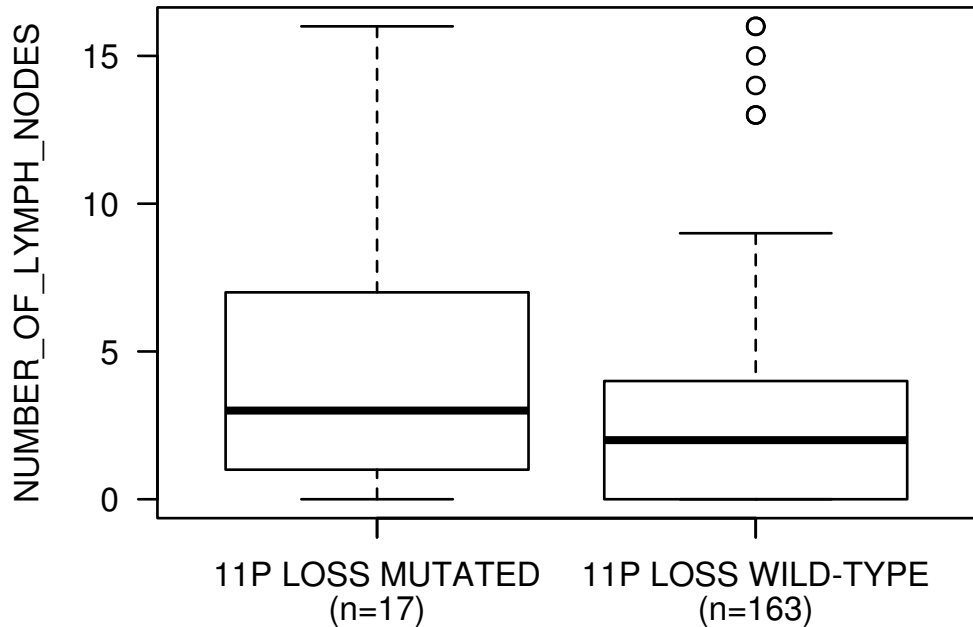 NUMBER_OF_LYMPH_NODES
15
10
5
0
11P LOSS MUTATED
(n=17)
11P LOSS WILD-TYPE
(n=163)